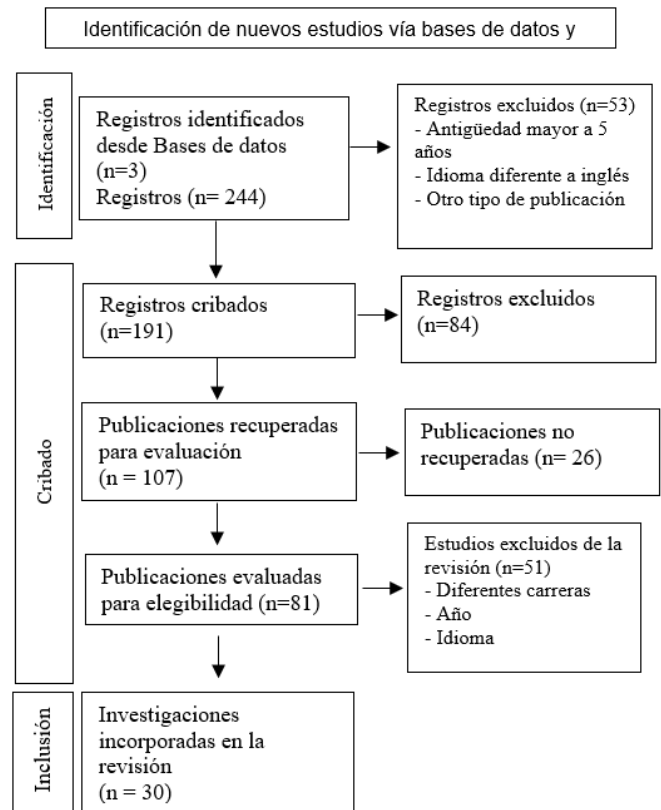 Identificación de nuevos estudios vía bases de datos y
Identificación
Registros identificados
desde Bases de datos
(n=3)
Registros (n= 244)
Registros excluidos (n=53)
- Antigüedad mayor a 5
años
- Idioma diferente a inglés
- Otro tipo de publicación
Cribado
Registros cribados
(n=191)
Registros excluidos
(n=84)
Publicaciones recuperadas
para evaluación
(n = 107)
Publicaciones no
recuperadas (n= 26)
Publicaciones evaluadas
para elegibilidad (n=81)
Estudios excluidos de la
revisión (n=51)
- Diferentes carreras
- Año
- Idioma
Inclusión
Investigaciones
incorporadas en la
revisión
(n = 30)